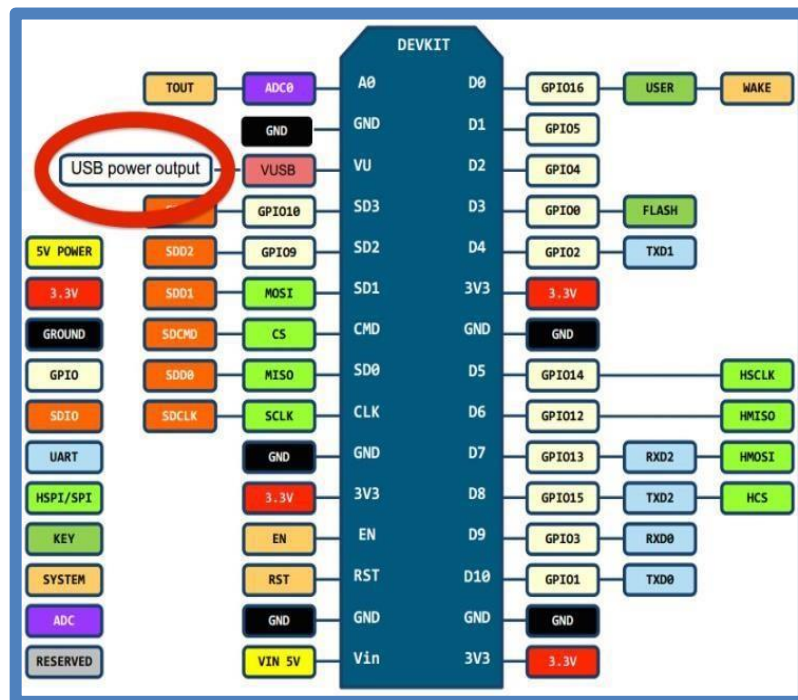 DEVKIT
TOUT ADC0 A0 D0 GPIO16 USER WAKE
GND GND D1 GPIO5
USB power output VUSB VU D2 GPIO4
GPIO10 SD3 D3 GPIO0 FLASH
5V POWER SDD2 GPIO9 SD2 D4 GPIO2 TXD1
3.3V SDD1 MOSI SD1 3V3 3.3V
GROUND SDCMD CS CMD GND GND
GPIO SDD0 MISO SD0 D5 GPIO14 HSCLK
SDIO SDCLK SCLK CLK D6 GPIO12 HMISO
UART GND GND D7 GPIO13 RXD2 HMOSI
HSPI/SPI 3.3V 3V3 D8 GPIO15 TXD2 HCS
KEY EN EN D9 GPIO3 RXD0
SYSTEM RST RST D10 GPIO1 TXD0
ADC GND GND GND GND
RESERVED VIN 5V Vin 3V3 3.3V